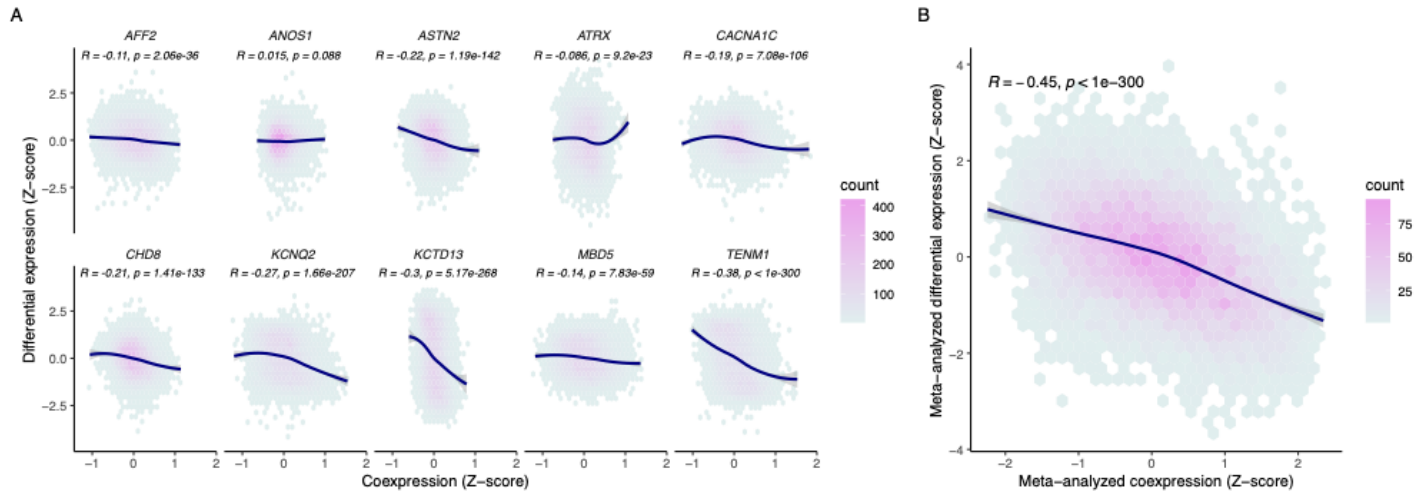 A
B
AFF2
ANOS1
ASTN2
ATRX
CACNA1C
R = -0.11, p = 2.06e-36
R = 0.015, p = 0.088
R = -0.22, p = 1.19e-142
R = -0.086, p = 9.2e-23
R = -0.19, p = 7.08e-106
2.5
0.0
−2.5
CHD8
KCNQ2
KCTD13
MBD5
TENM1
R = -0.21, p = 1.41e-133
R = -0.27, p = 1.66e-207
R = -0.3, p = 5.17e-268
R = -0.14, p = 7.83e-59
R = -0.38, p < 1e-300
2.5
0.0
−2.5
−1 0 1 2
−1 0 1 2
−1 0 1 2
−1 0 1 2
−1 0 1 2
Coexpression (Z−score)
Differential expression (Z−score)
count
400
300
200
100
R = −0.45, p < 1e−300
4
2
0
−2
−4
−2 −1 0 1 2
Meta−analyzed coexpression (Z−score)
Meta−analyzed differential expression (Z−score)
count
75
50
25